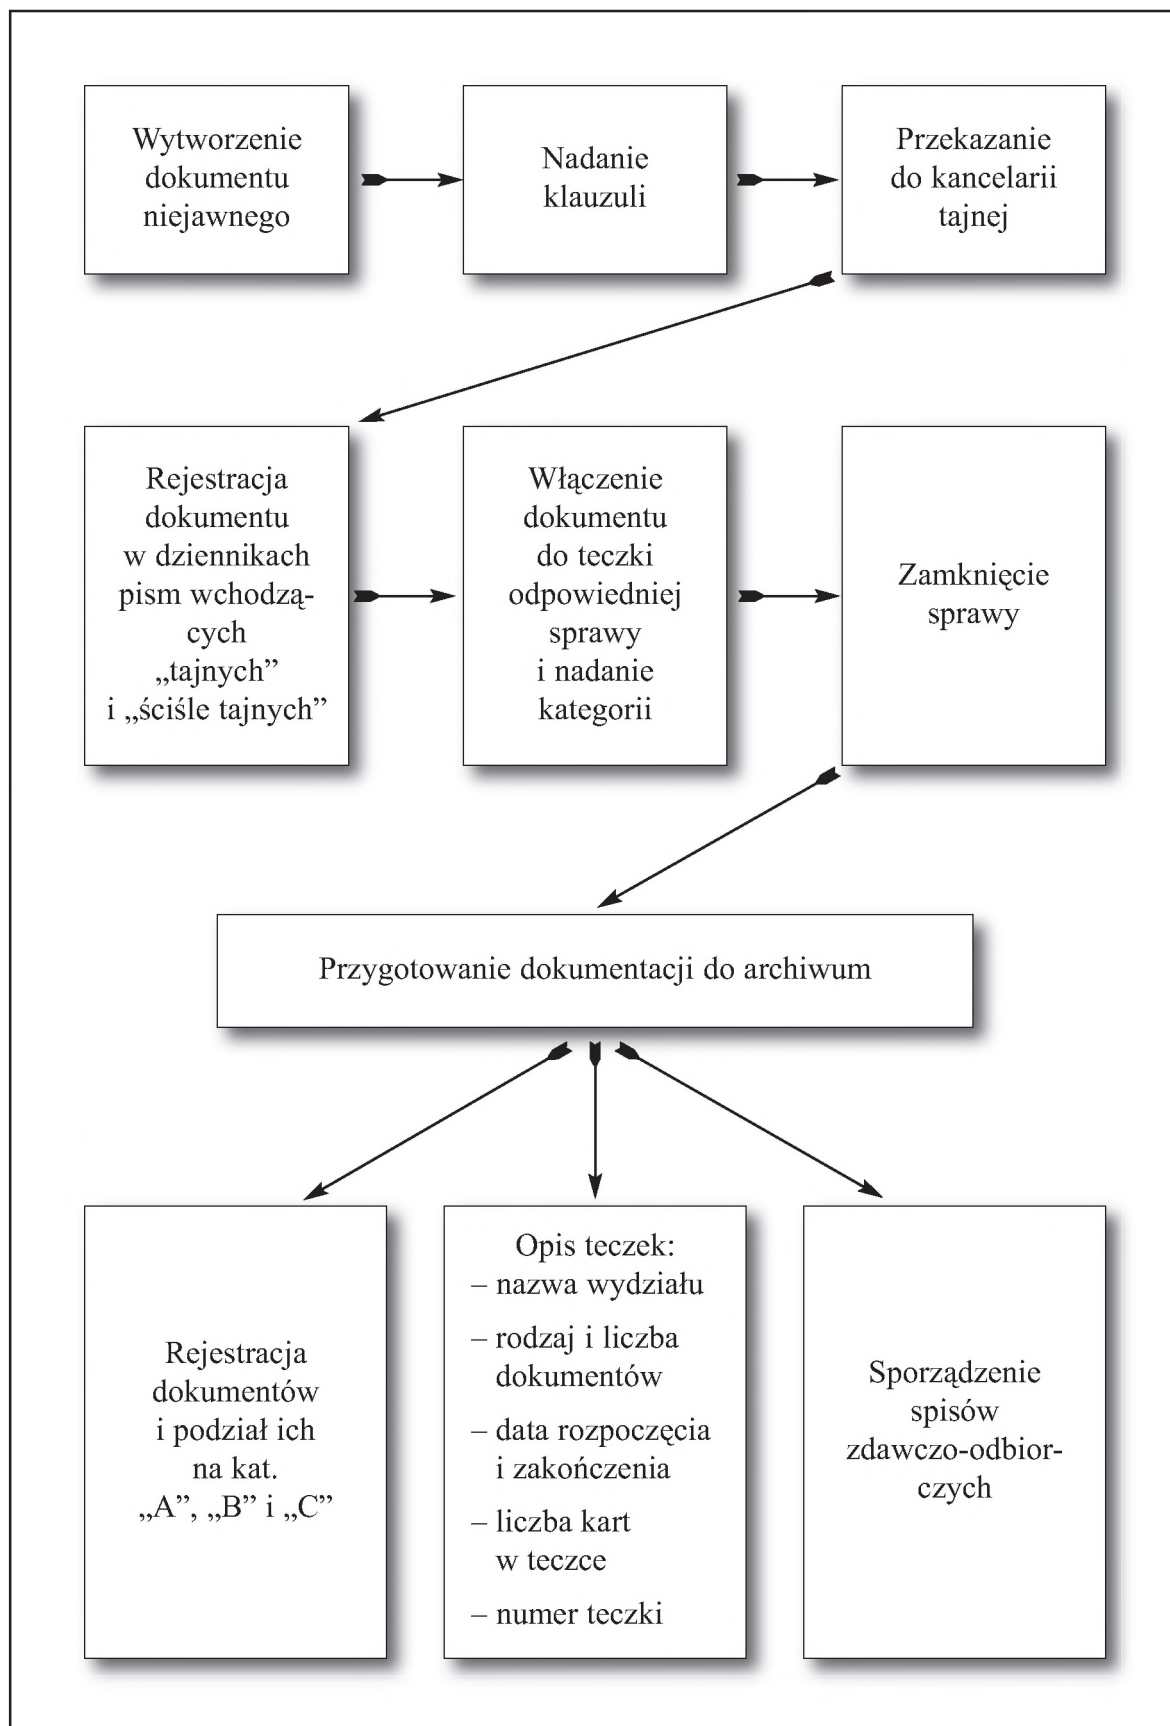 Wytworzenie
dokumentu
niejawnego
Nadanie
klauzuli
Przekazanie
do kancelarii
tajnej
Rejestracja
dokumentu
w dziennikach
pism wchodzą-
cych
„tajnych”
i „ściśle tajnych”
Włączenie
dokumentu
do teczki
odpowiedniej
sprawy
i nadanie
kategorii
Zamknięcie
sprawy
Przygotowanie dokumentacji do archiwum
Rejestracja
dokumentów
i podział ich
na kat.
„A”, „B” i „C”
Opis teczek:
– nazwa wydziału
– rodzaj i liczba
dokumentów
– data rozpoczęcia
i zakończenia
– liczba kart
w teczce
– numer teczki
Sporządzenie
spisów
zdawczo-odbior-
czych